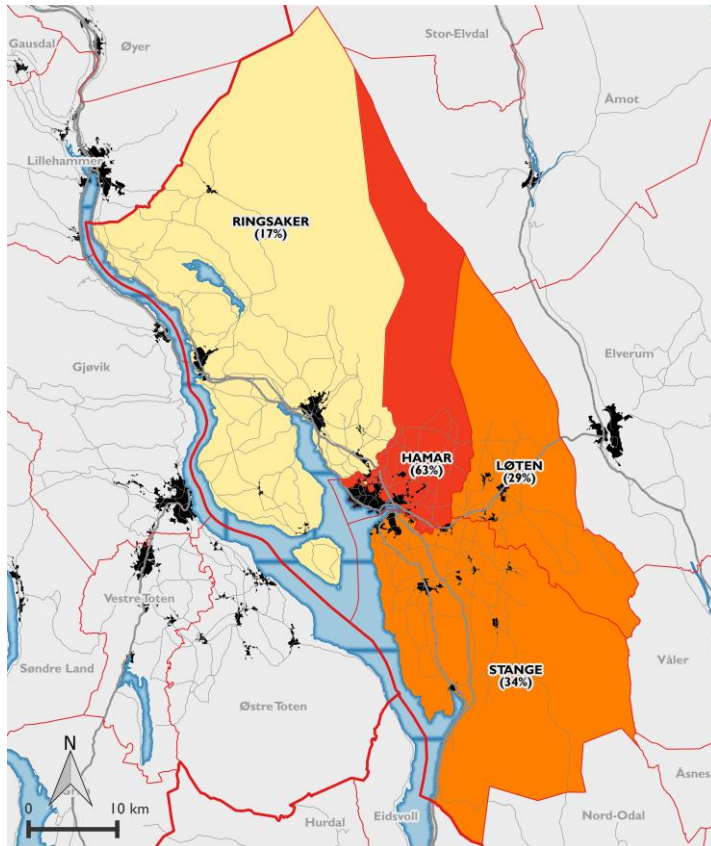 Gausdal
Øyer
Stor-Elvdal
Åmot
Lillehammer
RINGSAKER
(17%)
Gjøvik
Elverum
HAMAR
(63%)
LØTEN
(29%)
Vestre Toten
Søndre Land
Østre Toten
STANGE
(34%)
Våler
N
Åsnes
0 10 km
Hurdal
Eidsvoll
Nord-Odal